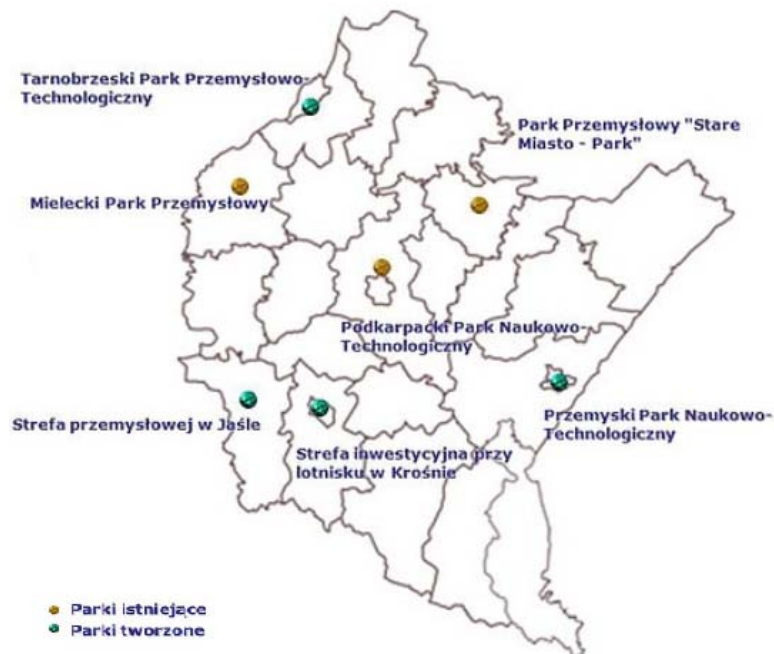 Tarnobrzeski Park Przemysłowo-
Technologiczny
Park Przemysłowy "Stare
Miasto - Park"
Mielecki Park Przemysłowy
Podkarpacki Park Naukowo-
Technologiczny
Strefa przemysłowej w Jaśle
Strefa inwestycyjna przy
lotnisku w Krośnie
Przemyski Park Naukowo-
Technologiczny
Parki istniejące
Parki tworzone